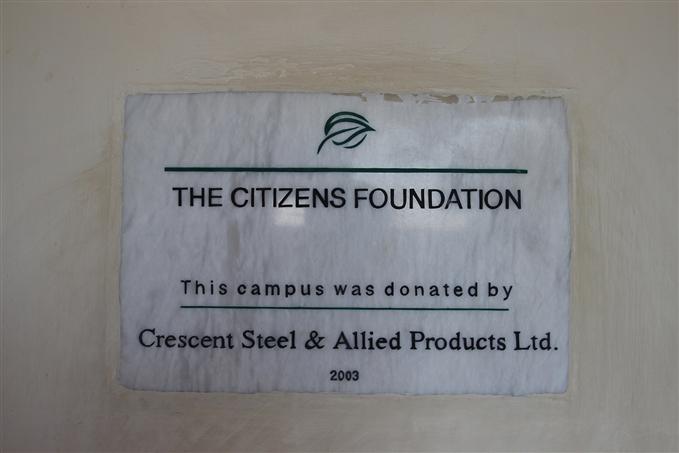 THE CITIZENS FOUNDATION
This campus was donated by
Crescent Steel & Allied Products Ltd.
2003